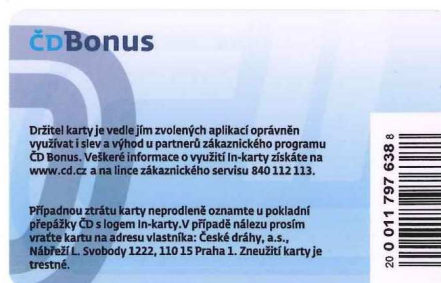 ČDBonus
Držitel karty je vedle jím zvolených aplikací oprávněn
využívat i slev a výhod u partnerů zákaznického programu
ČD Bonus. Veškeré informace o využití In-karty získáte na
www.cd.cz a na lince zákaznického servisu 840 112 113.
Případnou ztrátu karty neprodleně oznamte u pokladní
přepážky ČD s logem In-karty.V případě nálezu prosím
vraťte kartu na adresu vlastníka: České dráhy, a.s.,
Nábřeží L. Svobody 1222, 110 15 Praha 1. Zneužití karty je
trestné.
20 0 011 797 638 8